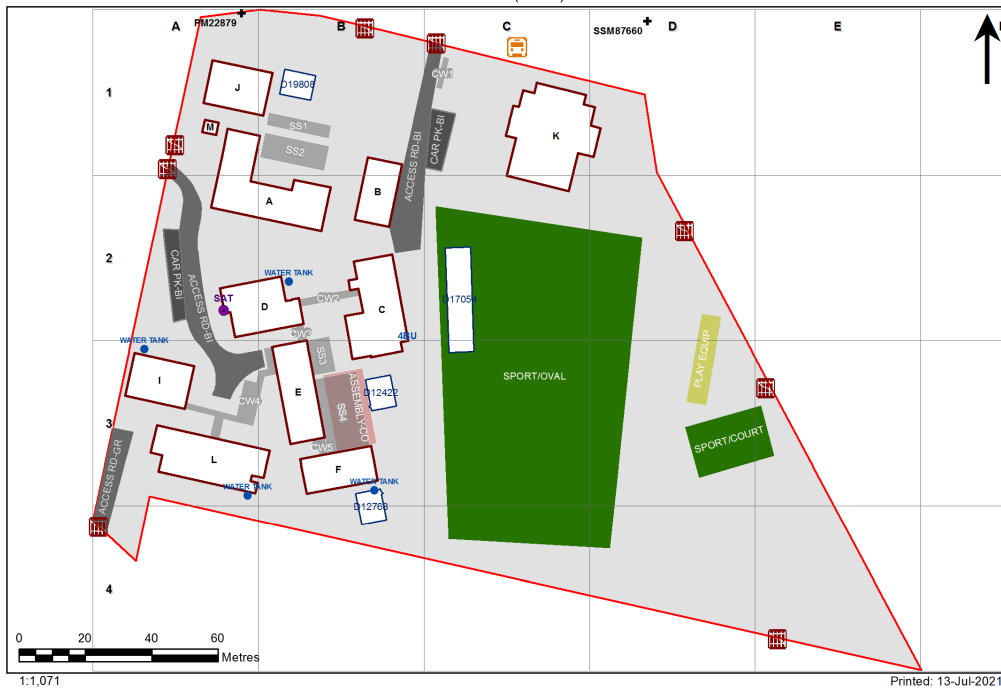 A
B
C
D
E
PM22879
SSM87660
1
J
D19808
CW1
M
SS1
SS2
CAR PK-BI
K
ACCESS RD-BI
B
A
2
CAR PK-BI
ACCESS RD-BI
WATER TANK
SAT
D
CW2
C
D17054
4BU
CW3
WATER TANK
SS3
SPORT/OVAL
PLAY EQUIP
I
E
CW4
SS4
ASSEMBLY-CO
D12422
3
SPORT/COURT
CW5
L
F
ACCESS RD-GR
WATER TANK
WATER TANK
D12768
4
0 20 40 60
Metres
1:1,071
Printed: 13-Jul-2021